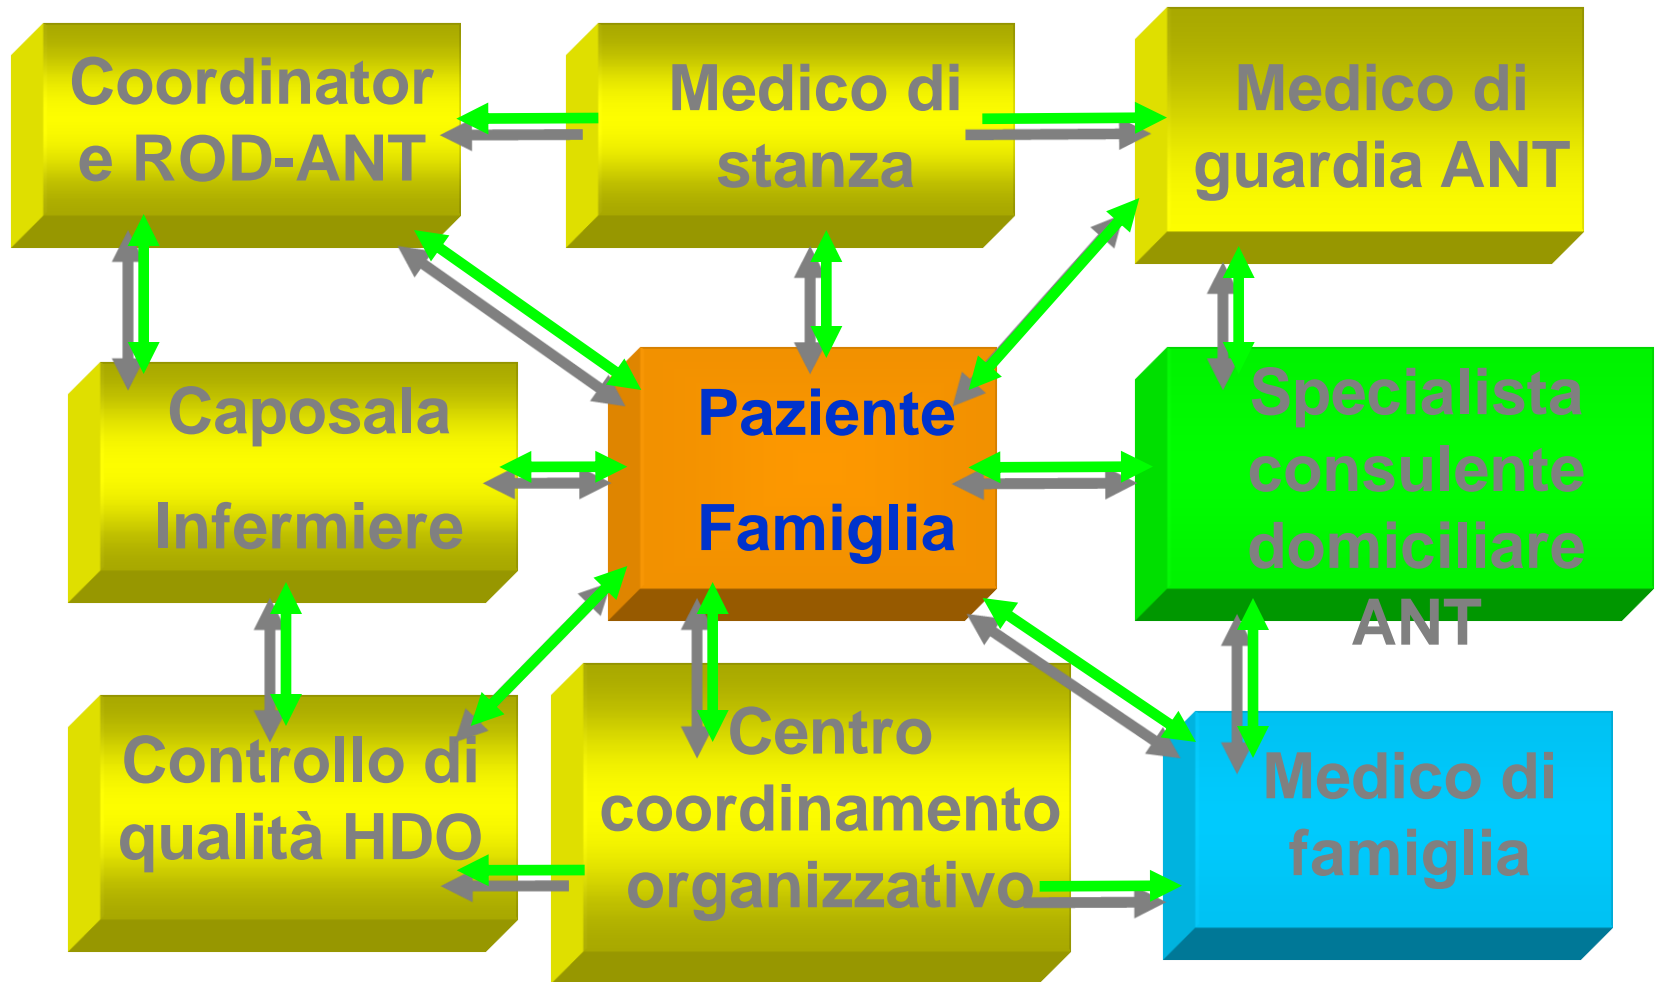 Coordinator
e ROD-ANT
Medico di
stanza
Medico di
guardia ANT
Caposala
Infermiere
Paziente
Famiglia
Specialista
consulente
domiciliare
ANT
Controllo di
qualità HDO
Centro
coordinamento
organizzativo
Medico di
famiglia